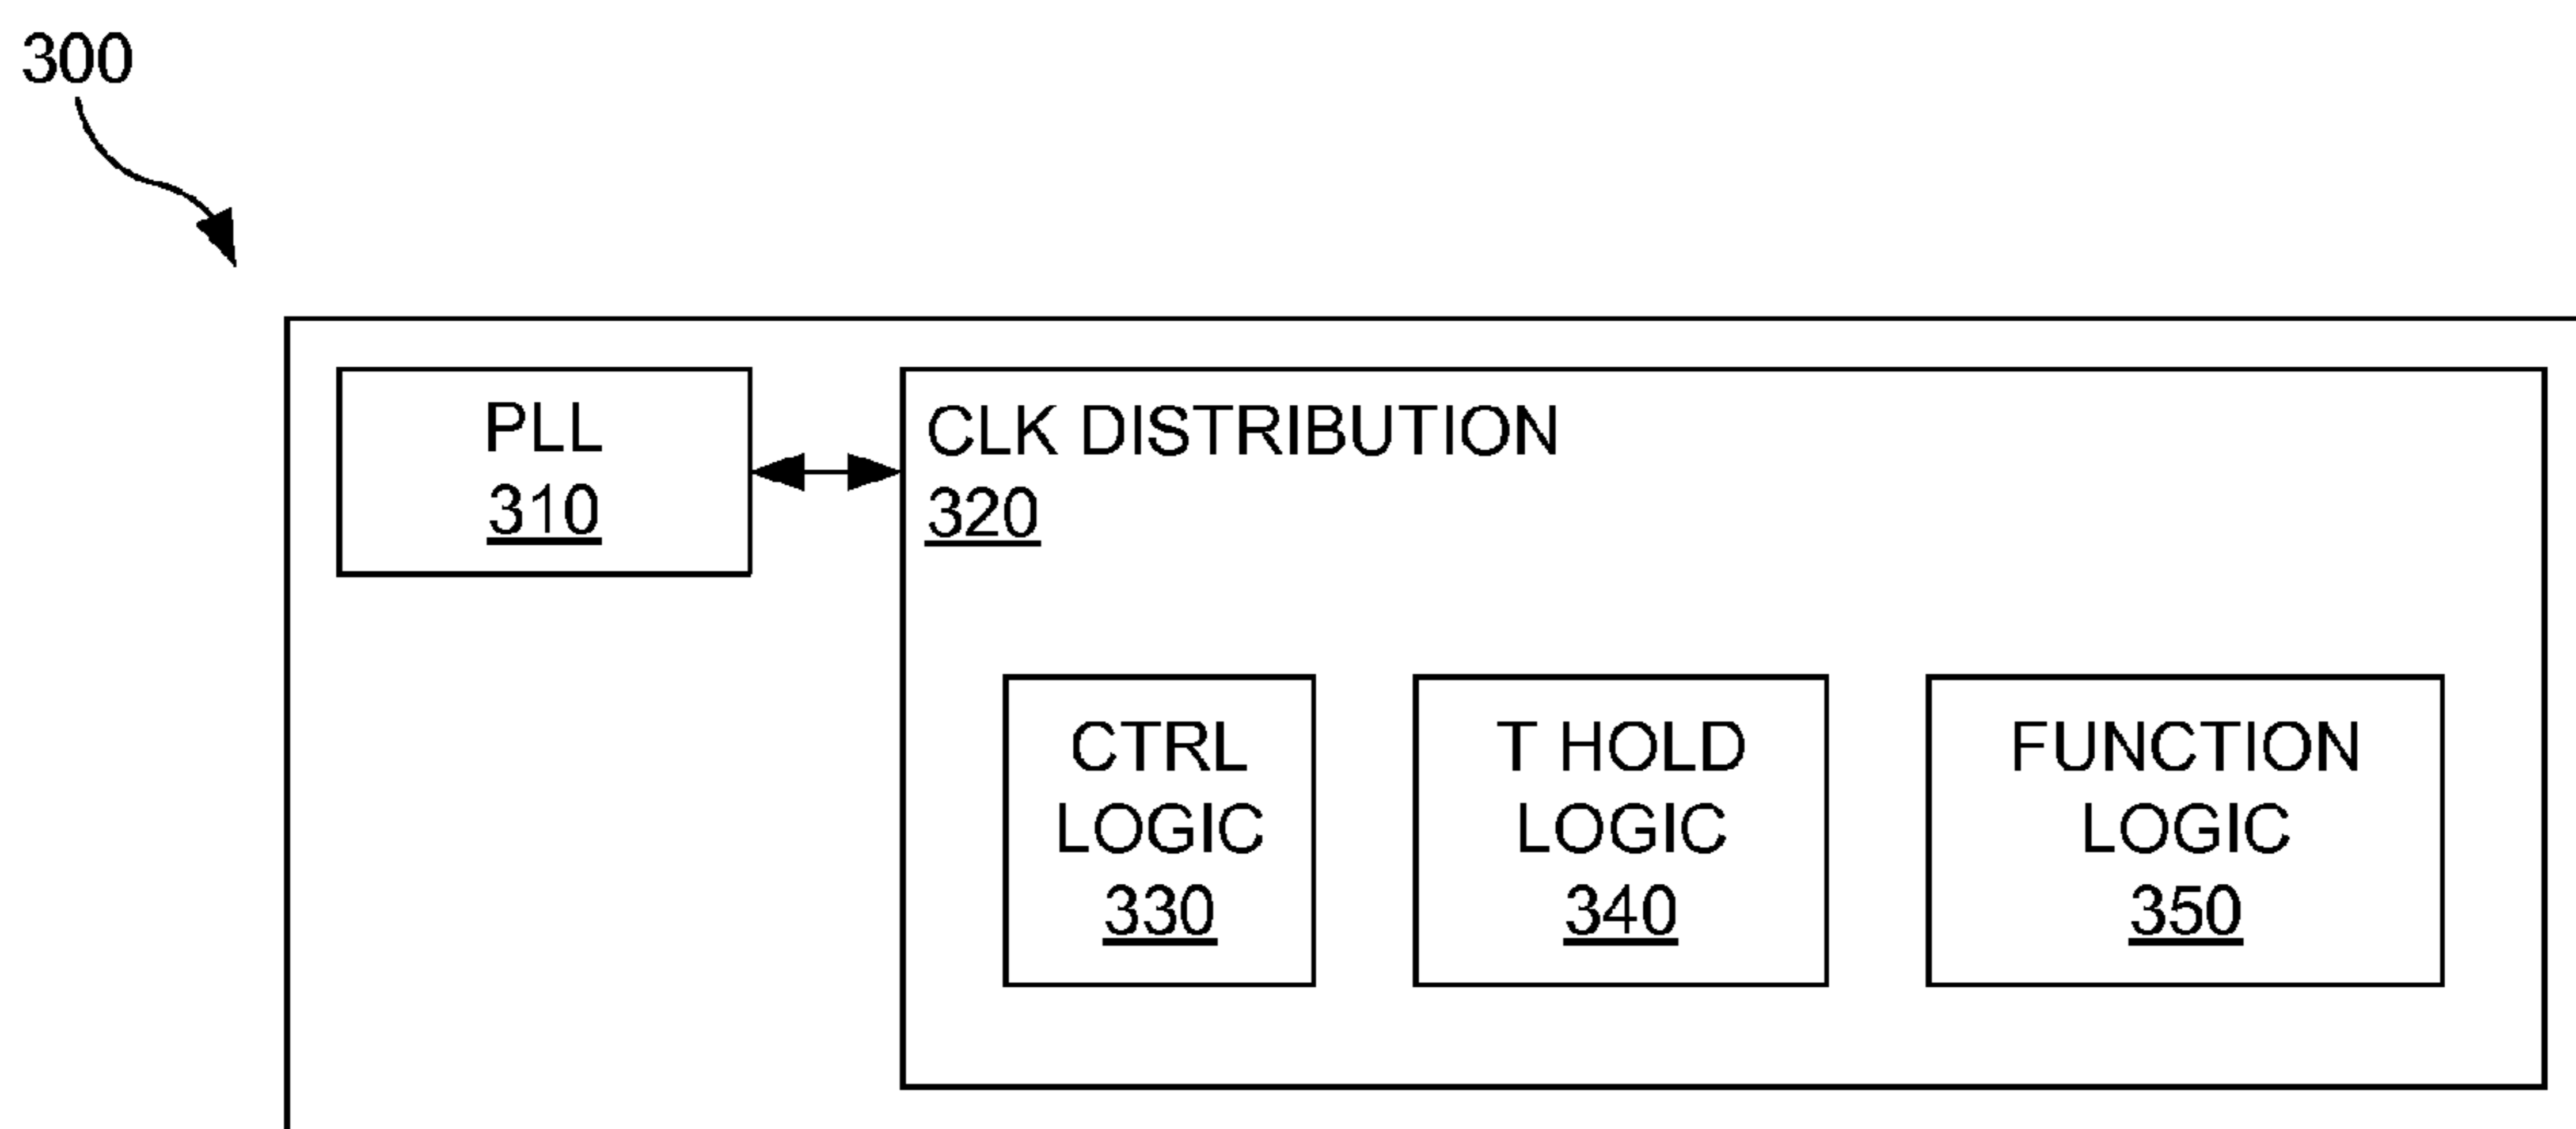 300
PLL
310
CLK DISTRIBUTION
320
CTRL
LOGIC
330
T HOLD
LOGIC
340
FUNCTION
LOGIC
350